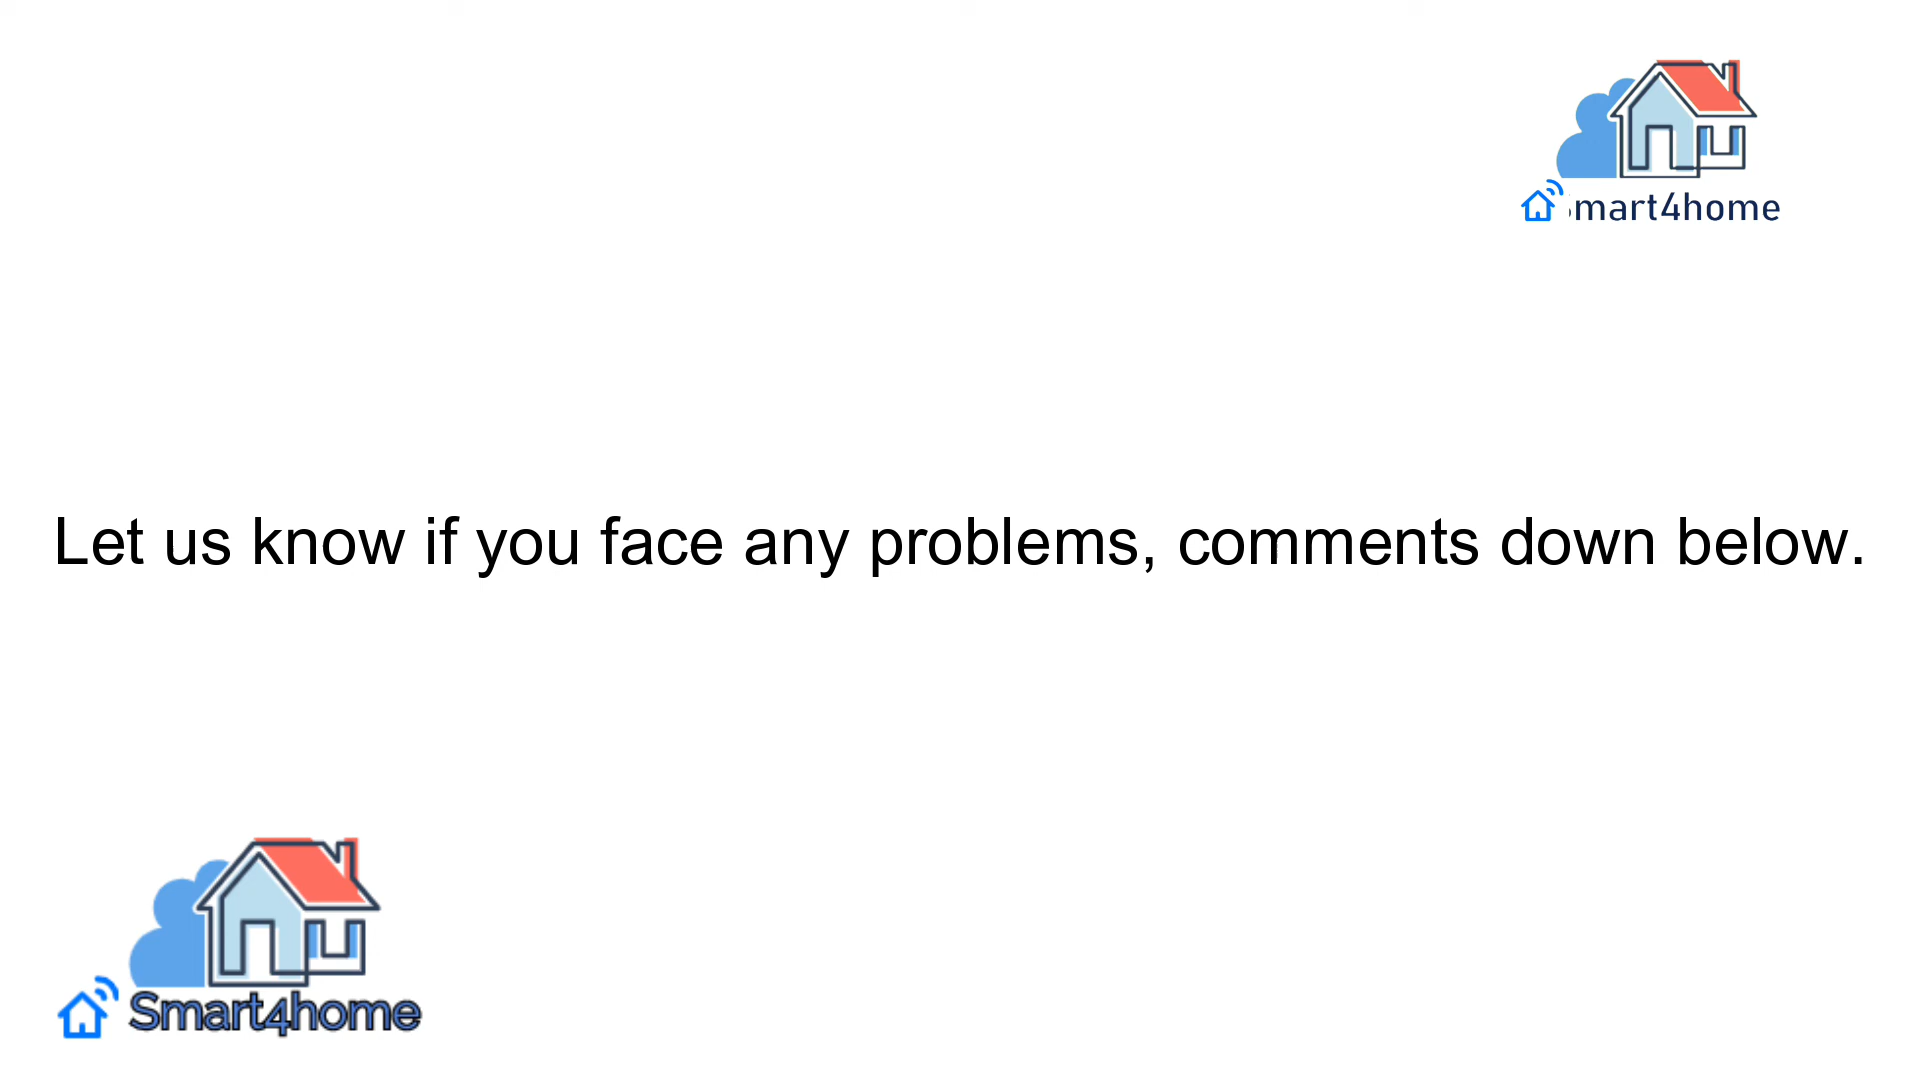 mart4home
Let us know if you face any problems, comments down below.
Smart4home